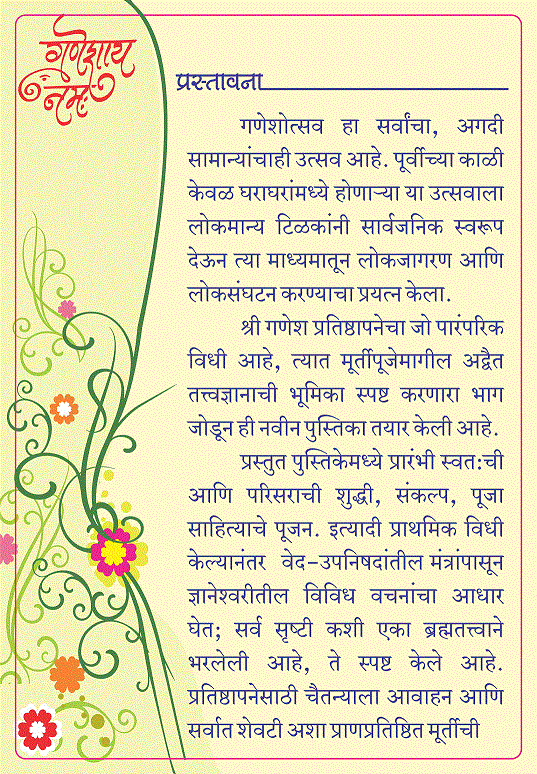 गणेशाय
नमः
प्रस्तावना
गणेशोत्सव हा सर्वांचा, अगदी
सामान्यांचाही उत्सव आहे. पूर्वीच्या काळी
केवळ घराघरांमध्ये होणाऱ्या या उत्सवाला
लोकमान्य टिळकांनी सार्वजनिक स्वरूप
देऊन त्या माध्यमातून लोकजागरण आणि
लोकसंघटन करण्याचा प्रयत्न केला.
श्री गणेश प्रतिष्ठापनेचा जो पारंपरिक
विधी आहे, त्यात मूर्तीपूजेमागील अद्वैत
तत्त्वज्ञानाची भूमिका स्पष्ट करणारा भाग
जोडून ही नवीन पुस्तिका तयार केली आहे.
प्रस्तुत पुस्तिकेमध्ये प्रारंभी स्वत:ची
आणि परिसराची शुद्धी, संकल्प, पूजा
साहित्याचे पूजन. इत्यादी प्राथमिक विधी
केल्यानंतर वेद-उपनिषदांतील मंत्रांपासून
ज्ञानेश्वरीतील विविध वचनांचा आधार
घेत; सर्व सृष्टी कशी एका ब्रह्मतत्त्वाने
भरलेली आहे, ते स्पष्ट केले आहे.
प्रतिष्ठापनेसाठी चैतन्याला आवाहन आणि
सर्वात शेवटी अशा प्राणप्रतिष्ठित मूर्तीची